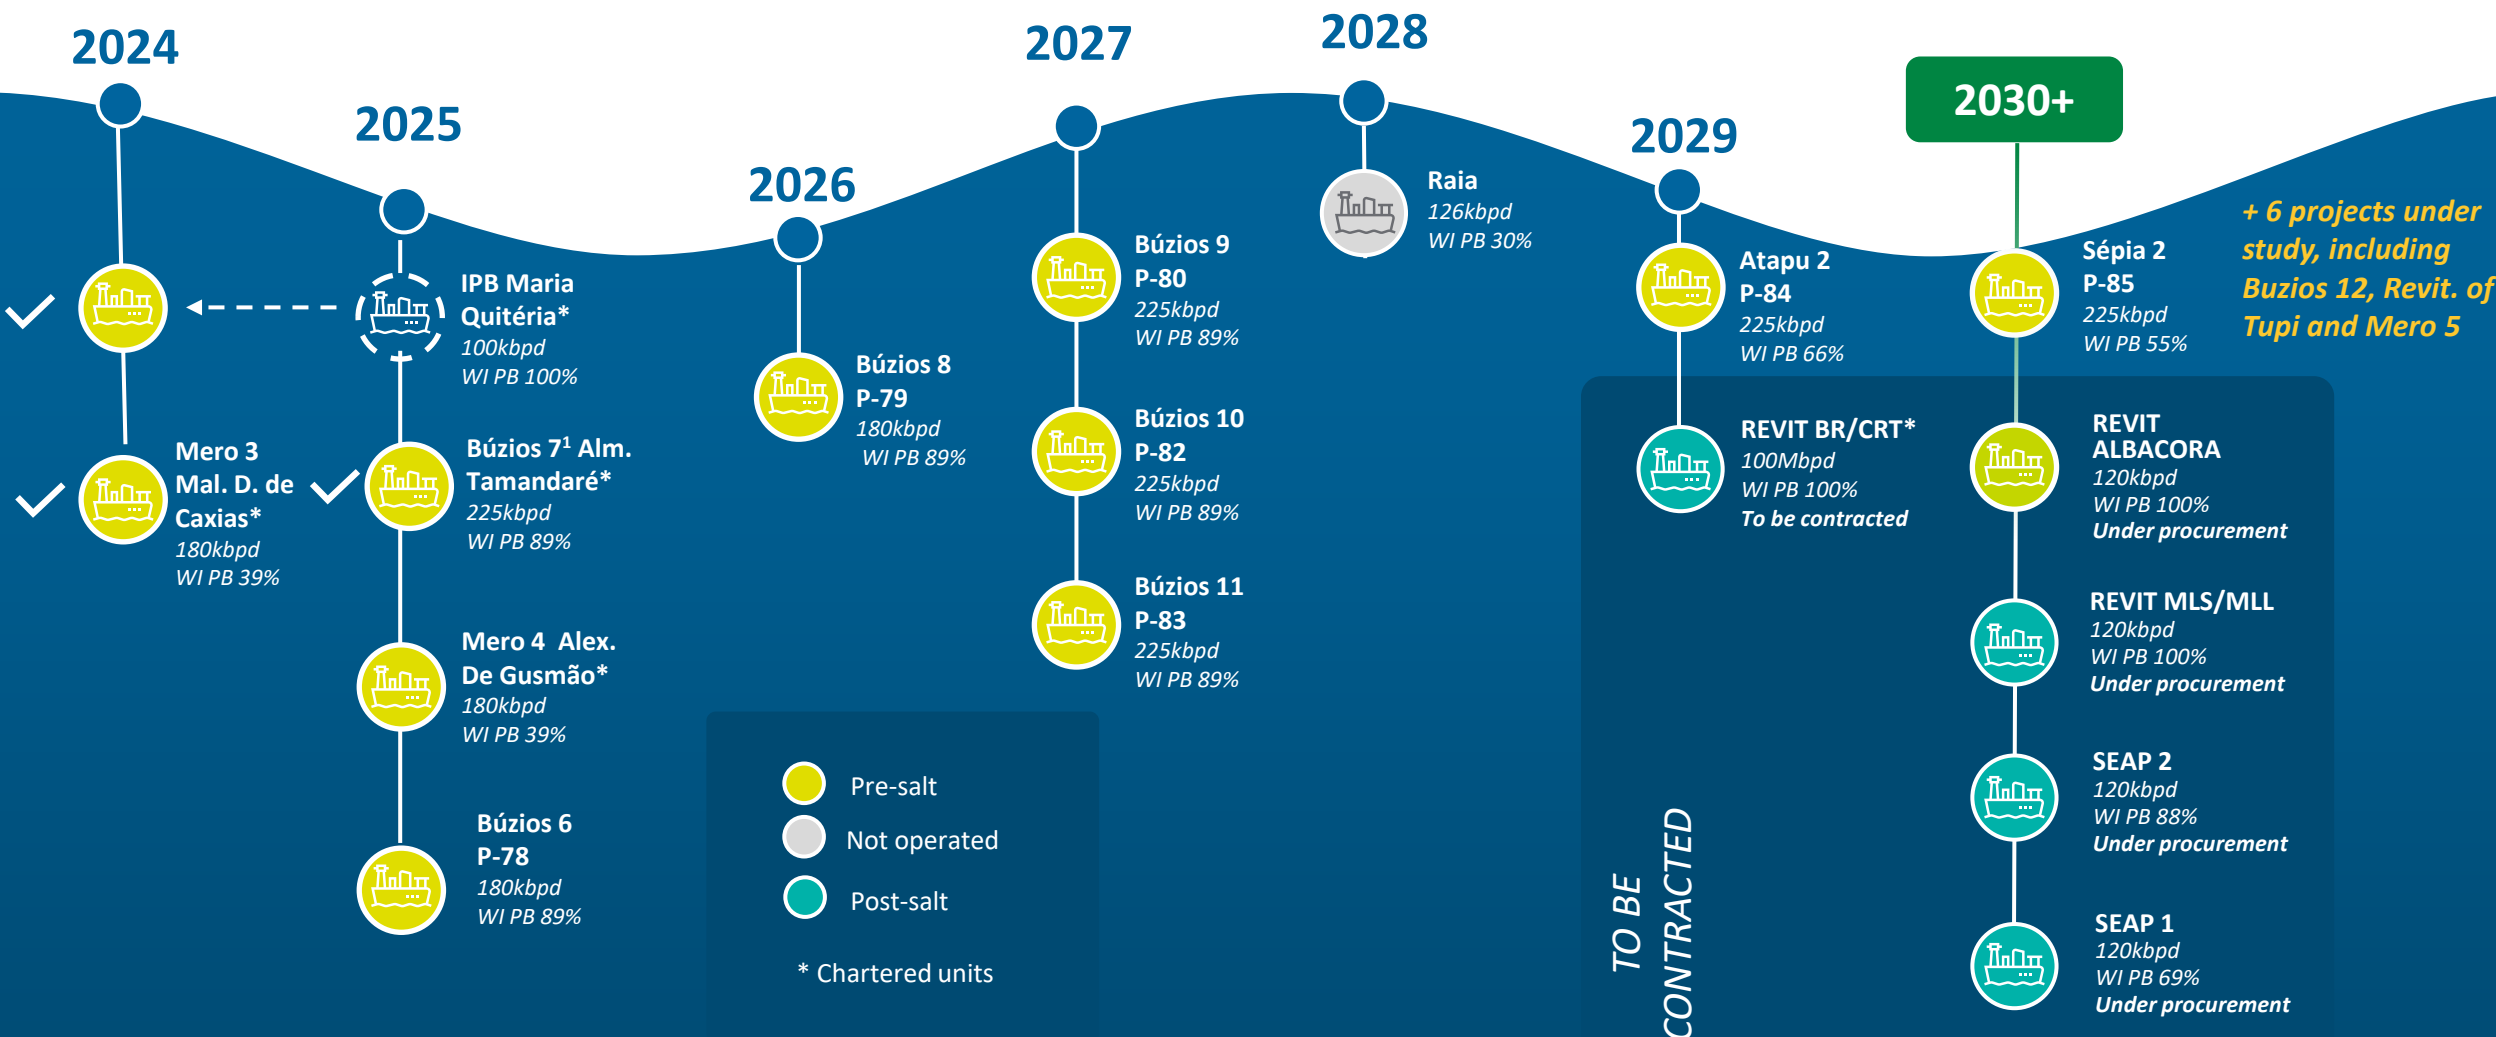 2024
2025
2026
2027
2028
2029
2030+
IPB Maria
Quitéria*
100kbpd
WI PB 100%
Mero 3
Mal. D. de
Caxias*
180kbpd
WI PB 39%
Búzios 7¹ Alm.
Tamandaré*
225kbpd
WI PB 89%
Mero 4 Alex.
De Gusmão*
180kbpd
WI PB 39%
Búzios 6
P-78
180kbpd
WI PB 89%
Búzios 8
P-79
180kbpd
WI PB 89%
Búzios 9
P-80
225kbpd
WI PB 89%
Búzios 10
P-82
225kbpd
WI PB 89%
Búzios 11
P-83
225kbpd
WI PB 89%
Raia
126kbpd
WI PB 30%
Atapu 2
P-84
225kbpd
WI PB 66%
REVIT BR/CRT*
100Mbpd
WI PB 100%
To be contracted
Sépia 2
P-85
225kbpd
WI PB 55%
REVIT
ALBACORA
120kbpd
WI PB 100%
Under procurement
REVIT MLS/MLL
120kbpd
WI PB 100%
Under procurement
SEAP 2
120kbpd
WI PB 88%
Under procurement
SEAP 1
120kbpd
WI PB 69%
Under procurement
+ 6 projects under
study, including
Buzios 12, Revit. of
Tupi and Mero 5
TO BE
CONTRACTED
Pre-salt
Not operated
Post-salt
* Chartered units